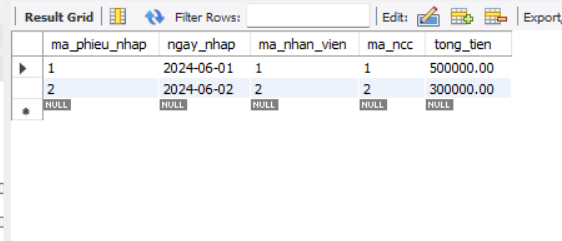 Result Grid Filter Rows: Edit: Export
ma_phieu_nhap ngay_nhap ma_nhan_vien ma_ncc tong_tien
1 2024-06-01 1 1 500000.00
2 2024-06-02 2 2 300000.00
NULL NULL NULL NULL NULL